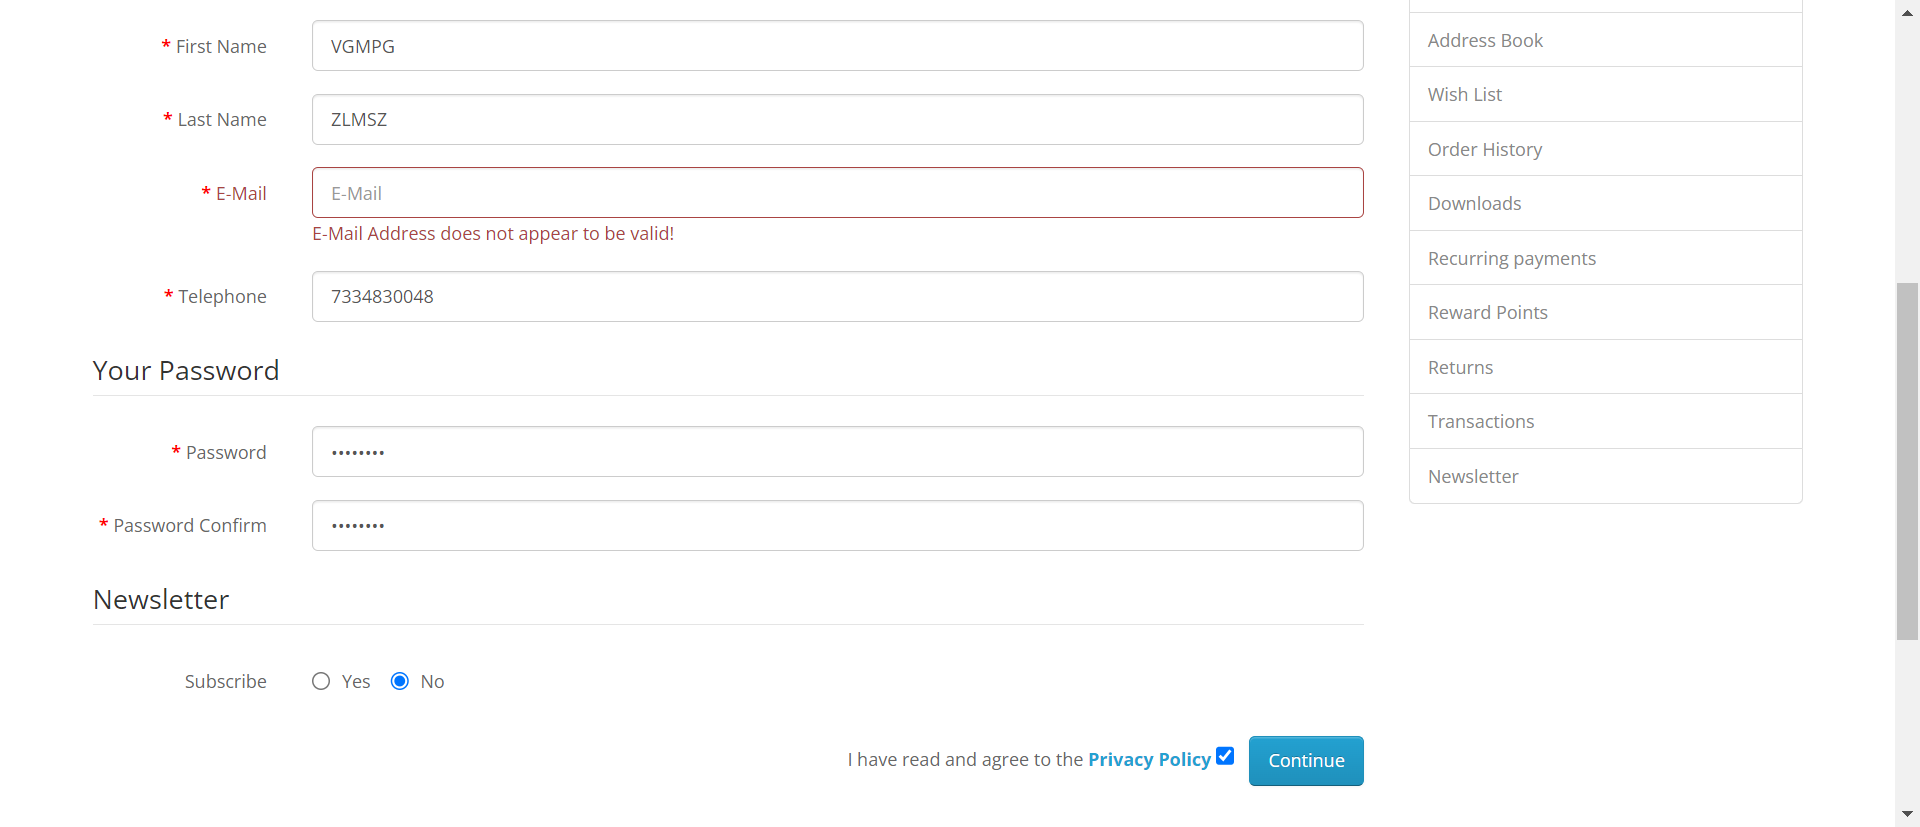 * First Name VGMPG
* Last Name ZLMSZ
* E-Mail E-Mail
E-Mail Address does not appear to be valid!
* Telephone 7334830048
Your Password
* Password ••••••••
* Password Confirm ••••••••
Newsletter
Subscribe Yes No
I have read and agree to the Privacy Policy Continue
Address Book
Wish List
Order History
Downloads
Recurring payments
Reward Points
Returns
Transactions
Newsletter